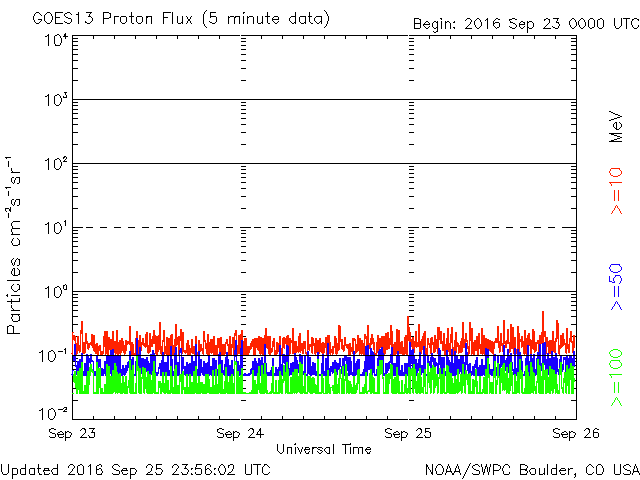 GOES13 Proton Flux (5 minute data)
Begin: 2016 Sep 23 0000 UTC
Particles cm⁻²s⁻¹sr⁻¹
10⁴
10³
10²
10¹
10⁰
10⁻¹
10⁻²
MeV
>=10
>=50
>=100
Sep 23
Sep 24
Sep 25
Sep 26
Universal Time
Updated 2016 Sep 25 23:56:02 UTC
NOAA/SWPC Boulder, CO USA